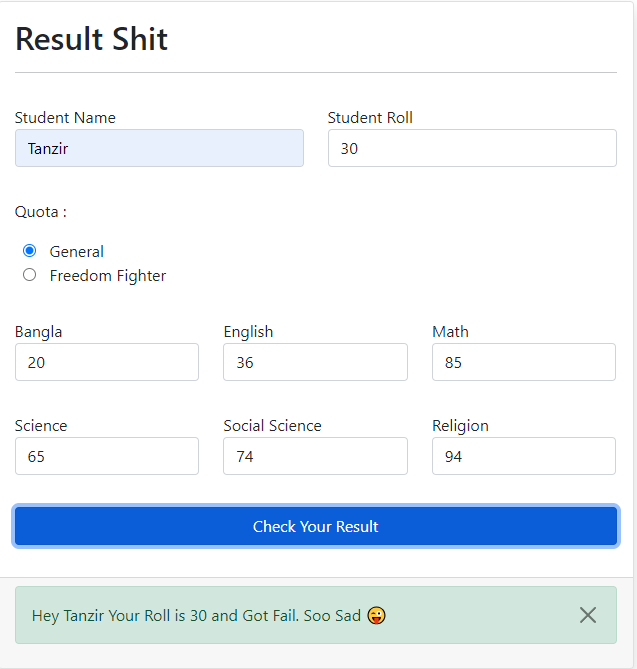 Result Shit
Student Name Student Roll
Tanzir 30
Quota :
General
Freedom Fighter
Bangla English Math
20 36 85
Science Social Science Religion
65 74 94
Check Your Result
Hey Tanzir Your Roll is 30 and Got Fail. Soo Sad 😜